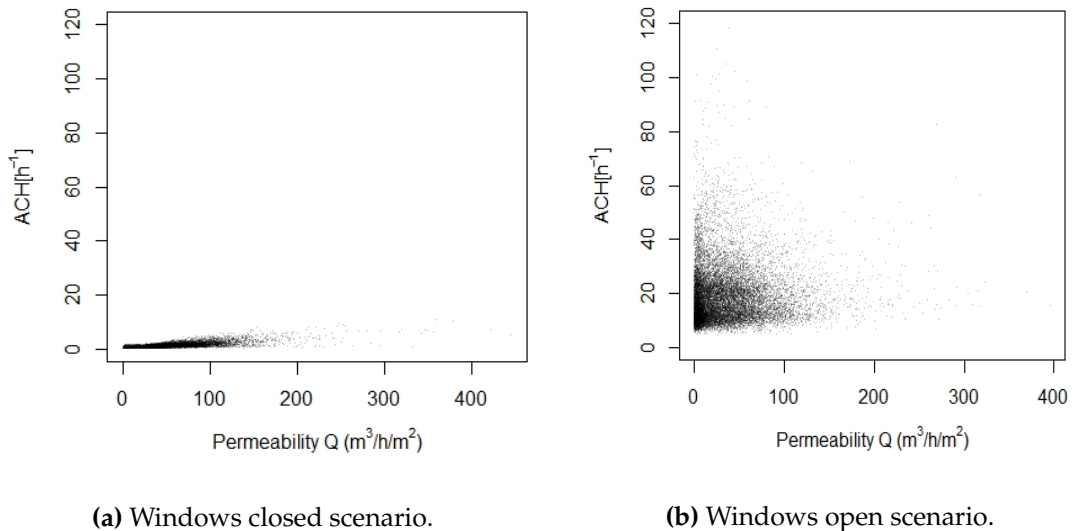 120
100
80
60
40
20
0
ACH[h⁻¹]
0 100 200 300 400
Permeability Q (m³/h/m²)
(a) Windows closed scenario.
120
100
80
60
40
20
0
ACH[h⁻¹]
0 100 200 300 400
Permeability Q (m³/h/m²)
(b) Windows open scenario.